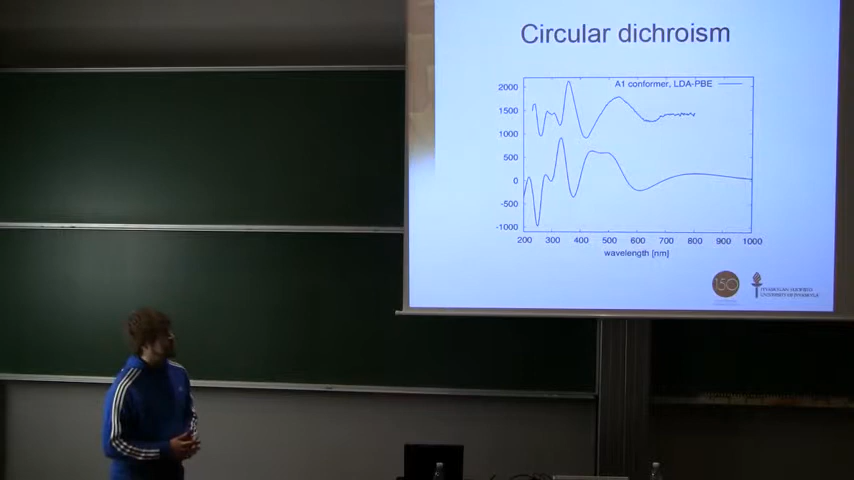 Circular dichroism
A1 conformer, LDA-PBE
2000
1500
1000
500
0
-500
-1000
200 300 400 500 600 700 800 900 1000
wavelength [nm]
150
UNIVERSITY OF JYVÄSKYLÄ